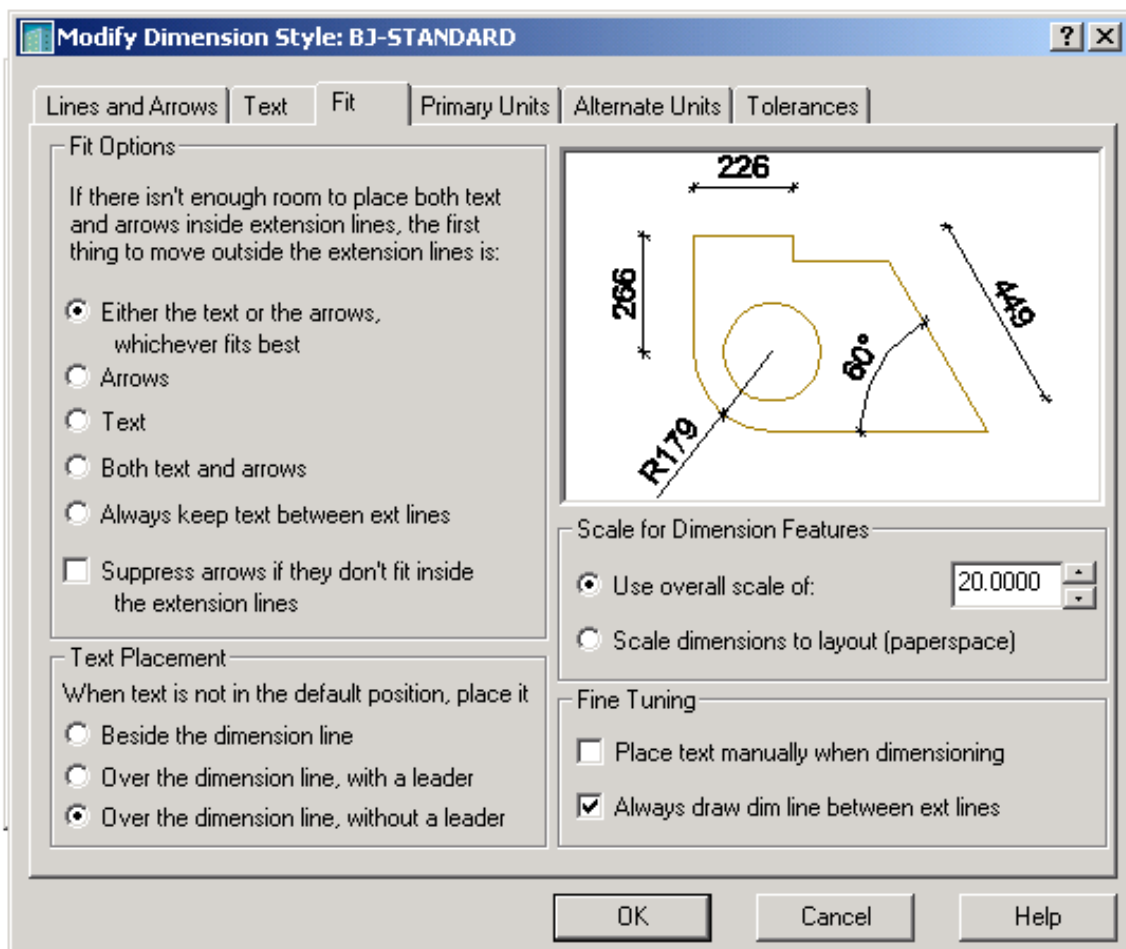 Modify Dimension Style: BJ-STANDARD
Lines and Arrows
Text
Fit
Primary Units
Alternate Units
Tolerances
Fit Options
If there isn't enough room to place both text
and arrows inside extension lines, the first
thing to move outside the extension lines is:
Either the text or the arrows,
whichever fits best
Arrows
Text
Both text and arrows
Always keep text between ext lines
Suppress arrows if they don't fit inside
the extension lines
Text Placement
When text is not in the default position, place it
Beside the dimension line
Over the dimension line, with a leader
Over the dimension line, without a leader
226
266
449
60°
R179
Scale for Dimension Features
Use overall scale of:
20.0000
Scale dimensions to layout (paperspace)
Fine Tuning
Place text manually when dimensioning
Always draw dim line between ext lines
OK
Cancel
Help